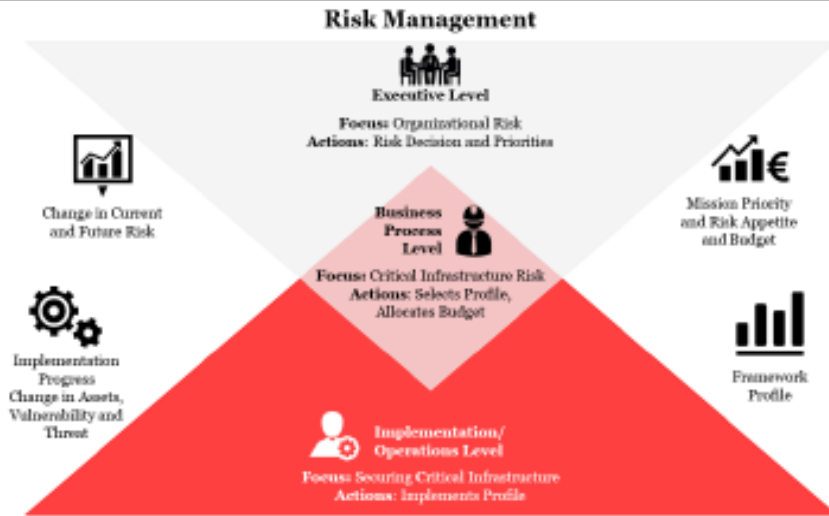 Risk Management
Executive Level
Focus: Organizational Risk
Actions: Risk Decision and Priorities
Change in Current
and Future Risk
€
Mission Priority
and Risk Appetite
and Budget
Business
Process
Level
Focus: Critical Infrastructure Risk
Actions: Selects Profile,
Allocates Budget
Implementation
Progress
Change in Assets,
Vulnerability and
Threat
Framework
Profile
Implementation/
Operations Level
Focus: Securing Critical Infrastructure
Actions: Implements Profile